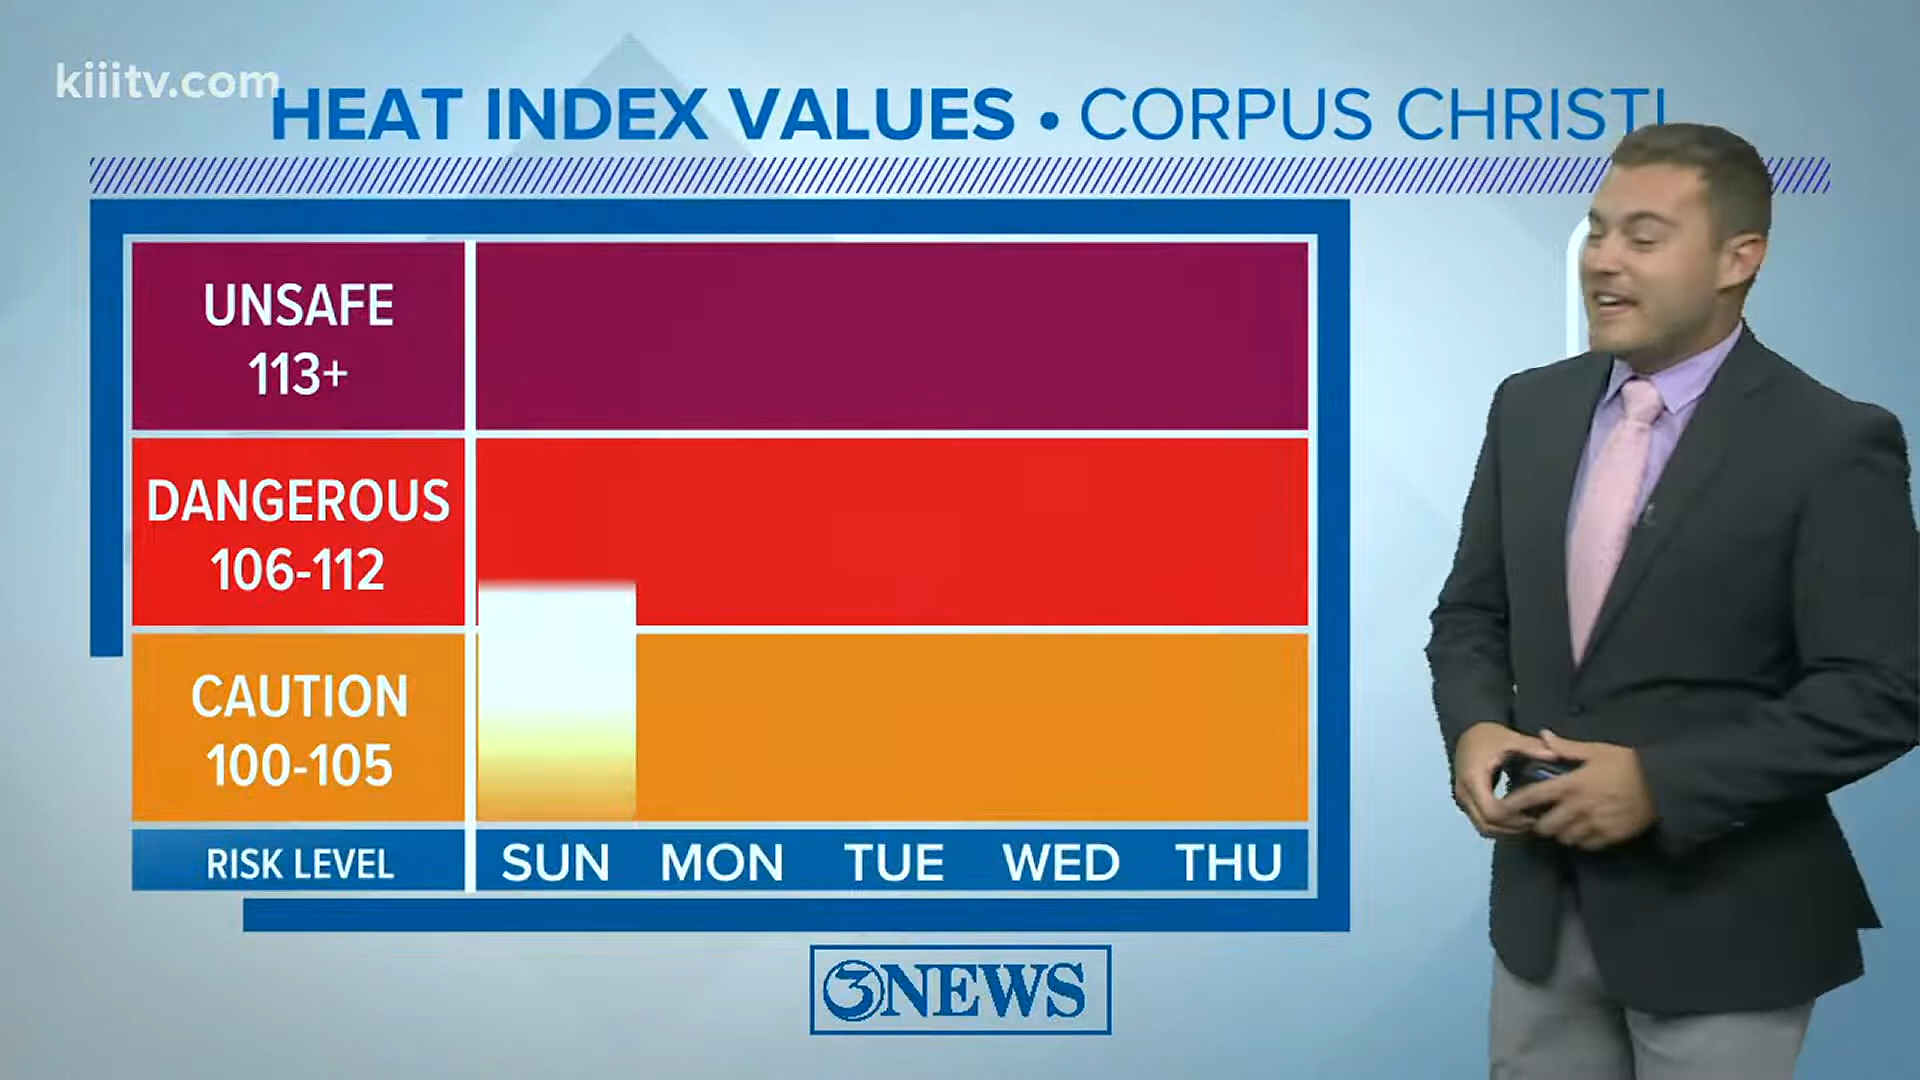 kiiitv.com
HEAT INDEX VALUES • CORPUS CHRISTI
UNSAFE
113+
DANGEROUS
106-112
CAUTION
100-105
RISK LEVEL SUN MON TUE WED THU
3NEWS